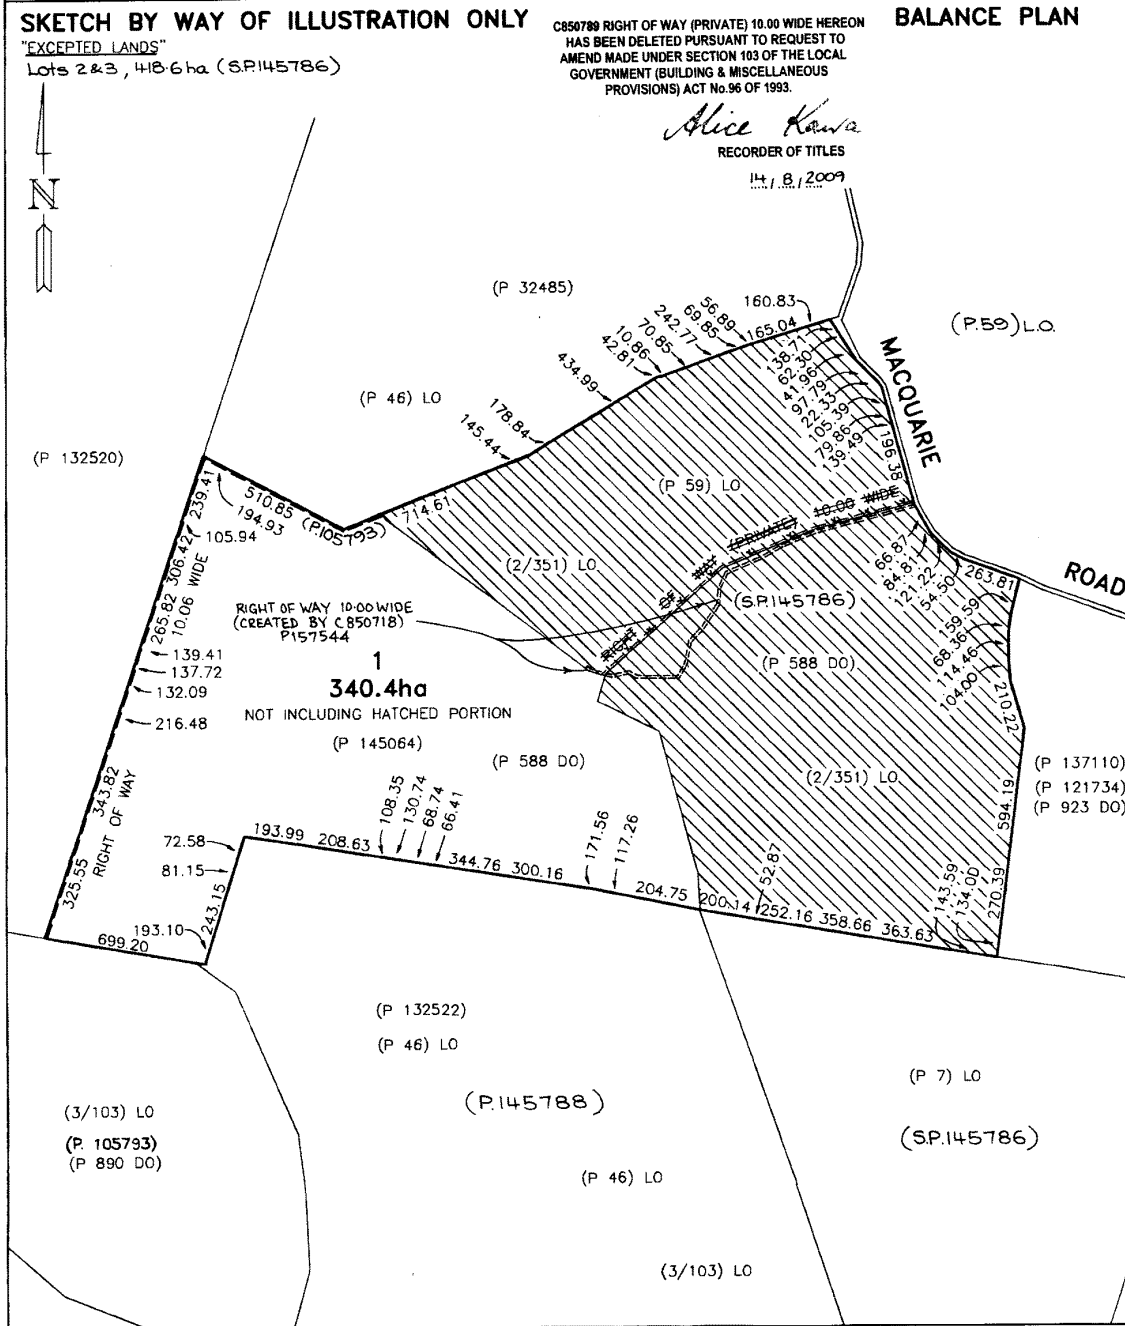 SKETCH BY WAY OF ILLUSTRATION ONLY
"EXCEPTED LANDS"
Lots 2&3, 418·6ha (S.P.145786)
C850789 RIGHT OF WAY (PRIVATE) 10.00 WIDE HEREON
HAS BEEN DELETED PURSUANT TO REQUEST TO
AMEND MADE UNDER SECTION 103 OF THE LOCAL
GOVERNMENT (BUILDING & MISCELLANEOUS
PROVISIONS) ACT No.96 OF 1993.
Alice Kawa
RECORDER OF TITLES
14/8/2009
BALANCE PLAN
N
(P 32485)
(P 46) LO
(P 132520)
(P.59) L.O.
MACQUARIE
ROAD
145.44
178.84
434.99
42.81
10.86
70.85
242.77
69.85
56.89
165.04
160.83
138.7
62.30
41.96
97.79
22.33
105.39
79.86
139.49
196.38
(P 59) LO
RIGHT OF WAY (PRIVATE) 10.00 WIDE
239.41
510.85 (P.105793)
194.93
714.61
105.94
306.42
265.82
10.06 WIDE
(2/351) LO
(S.P.145786)
(P 588 DO)
66.87
84.81
121.22
54.50
263.81
159.59
68.36
114.46
104.00
210.22
RIGHT OF WAY 10·00 WIDE
(CREATED BY C850718)
P157544
139.41
137.72
132.09
216.48
1
340.4ha
NOT INCLUDING HATCHED PORTION
(P 145064)
(P 588 DO)
(2/351) LO
(P 137110)
(P 121734)
(P 923 DO)
594.19
343.82
RIGHT OF WAY
325.55
72.58
81.15
243.15
193.10
699.20
193.99
208.63
108.35
130.74
68.74
66.41
344.76
300.16
171.56
117.26
204.75
200.14
52.87
252.16
358.66
363.63
143.59
134.00
270.39
(P 132522)
(P 46) LO
(P.145788)
(P 7) LO
(S.P.145786)
(3/103) LO
(P. 105793)
(P 890 DO)
(P 46) LO
(3/103) LO